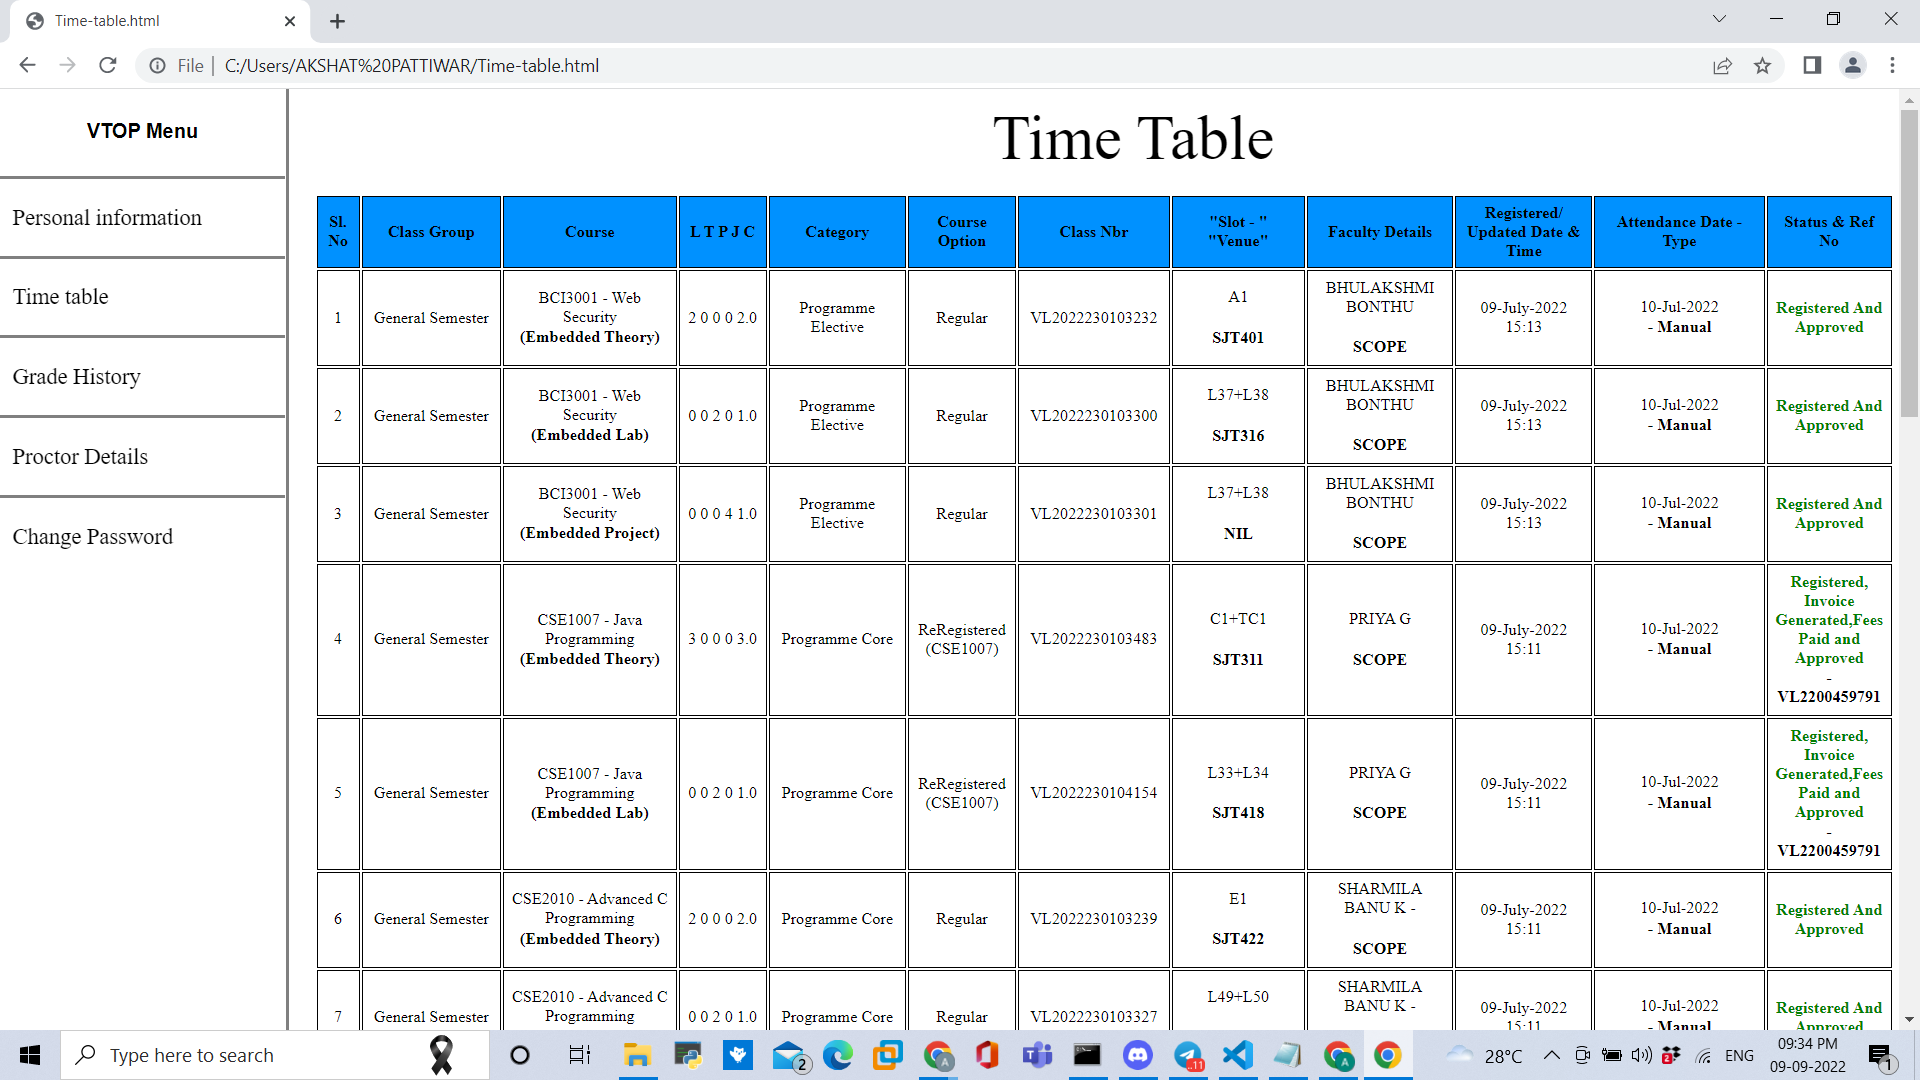 Time-table.html
File
C:/Users/AKSHAT%20PATTIWAR/Time-table.html
VTOP Menu
Personal information
Time table
Grade History
Proctor Details
Change Password
Time Table
Sl. No | Class Group | Course | L T P J C | Category | Course Option | Class Nbr | "Slot - " "Venue" | Faculty Details | Registered/ Updated Date & Time | Attendance Date - Type | Status & Ref No
1 | General Semester | BCI3001 - Web Security (Embedded Theory) | 2 0 0 0 2.0 | Programme Elective | Regular | VL2022230103232 | A1 SJT401 | BHULAKSHMI BONTHU SCOPE | 09-July-2022 15:13 | 10-Jul-2022 - Manual | Registered And Approved
2 | General Semester | BCI3001 - Web Security (Embedded Lab) | 0 0 2 0 1.0 | Programme Elective | Regular | VL2022230103300 | L37+L38 SJT316 | BHULAKSHMI BONTHU SCOPE | 09-July-2022 15:13 | 10-Jul-2022 - Manual | Registered And Approved
3 | General Semester | BCI3001 - Web Security (Embedded Project) | 0 0 0 4 1.0 | Programme Elective | Regular | VL2022230103301 | L37+L38 NIL | BHULAKSHMI BONTHU SCOPE | 09-July-2022 15:13 | 10-Jul-2022 - Manual | Registered And Approved
4 | General Semester | CSE1007 - Java Programming (Embedded Theory) | 3 0 0 0 3.0 | Programme Core | ReRegistered (CSE1007) | VL2022230103483 | C1+TC1 SJT311 | PRIYA G SCOPE | 09-July-2022 15:11 | 10-Jul-2022 - Manual | Registered, Invoice Generated,Fees Paid and Approved - VL2200459791
5 | General Semester | CSE1007 - Java Programming (Embedded Lab) | 0 0 2 0 1.0 | Programme Core | ReRegistered (CSE1007) | VL2022230104154 | L33+L34 SJT418 | PRIYA G SCOPE | 09-July-2022 15:11 | 10-Jul-2022 - Manual | Registered, Invoice Generated,Fees Paid and Approved - VL2200459791
6 | General Semester | CSE2010 - Advanced C Programming (Embedded Theory) | 2 0 0 0 2.0 | Programme Core | Regular | VL2022230103239 | E1 SJT422 | SHARMILA BANU K - SCOPE | 09-July-2022 15:11 | 10-Jul-2022 - Manual | Registered And Approved
7 | General Semester | CSE2010 - Advanced C Programming | 0 0 2 0 1.0 | Programme Core | Regular | VL2022230103327 | L49+L50 | SHARMILA BANU K - | 09-July-2022 15:11 | 10-Jul-2022 - Manual | Registered And Approved
Type here to search
2
A
..11
A
28°C
2
ENG
09:34 PM
09-09-2022
1